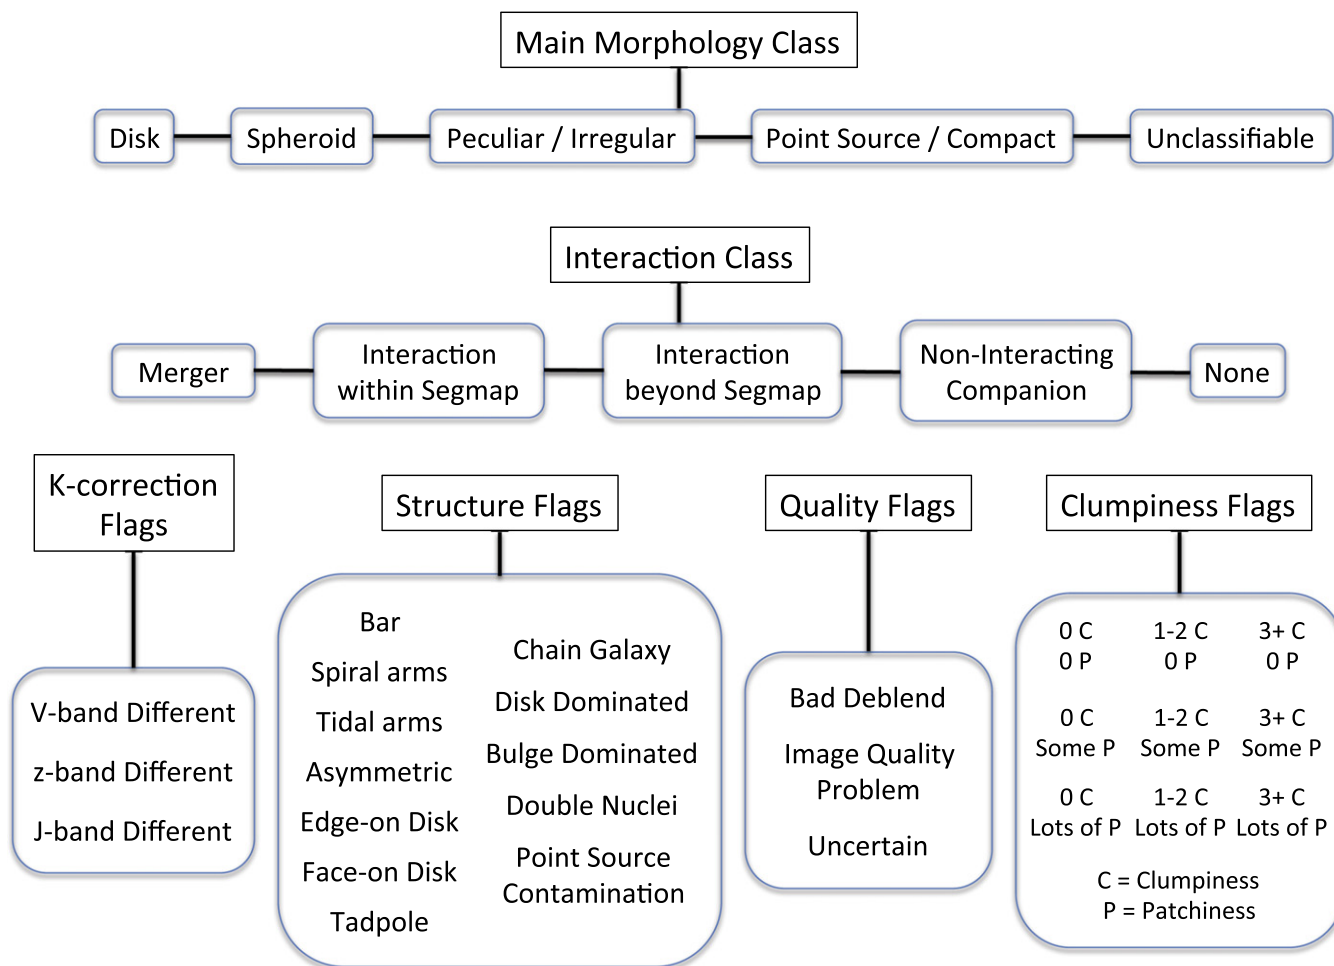 Main Morphology Class
Disk
Spheroid
Peculiar / Irregular
Point Source / Compact
Unclassifiable
Interaction Class
Merger
Interaction
within Segmap
Interaction
beyond Segmap
Non-Interacting
Companion
None
K-correction
Flags
V-band Different
z-band Different
J-band Different
Structure Flags
Bar
Spiral arms
Tidal arms
Asymmetric
Edge-on Disk
Face-on Disk
Tadpole
Chain Galaxy
Disk Dominated
Bulge Dominated
Double Nuclei
Point Source
Contamination
Quality Flags
Bad Deblend
Image Quality
Problem
Uncertain
Clumpiness Flags
0 C 1-2 C 3+ C
0 P 0 P 0 P
0 C 1-2 C 3+ C
Some P Some P Some P
0 C 1-2 C 3+ C
Lots of P Lots of P Lots of P
C = Clumpiness
P = Patchiness